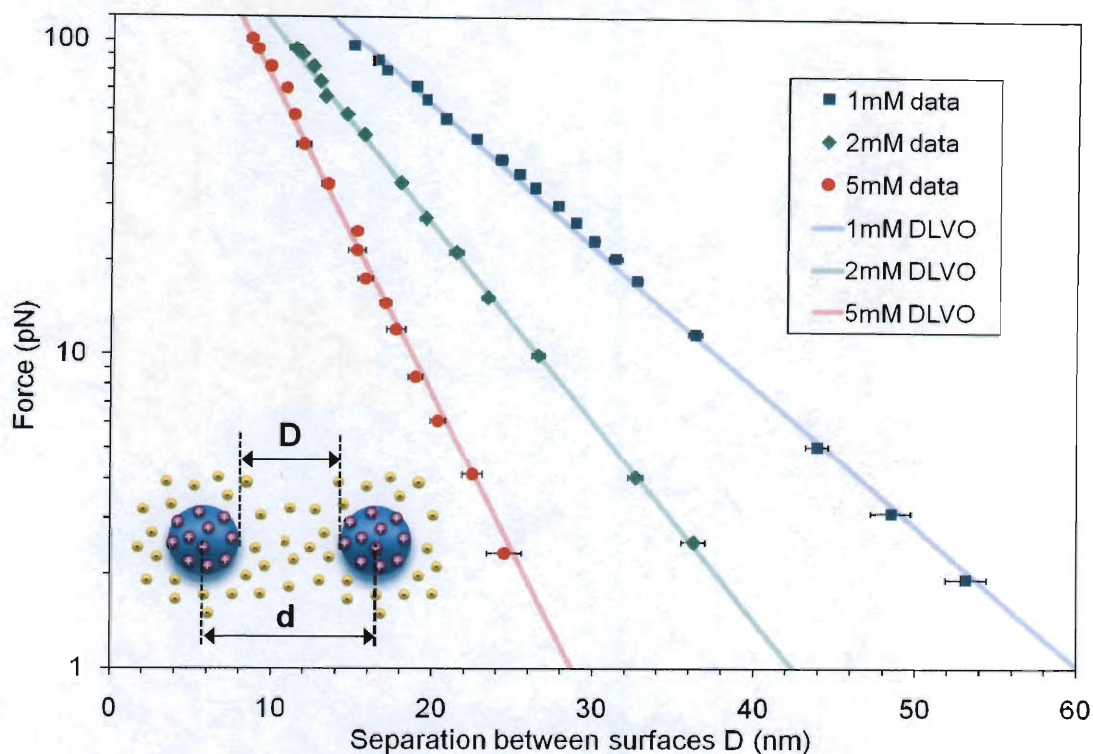 100
10
1
Force (pN)
1mM data
2mM data
5mM data
1mM DLVO
2mM DLVO
5mM DLVO
D
d
0 10 20 30 40 50 60
Separation between surfaces D (nm)